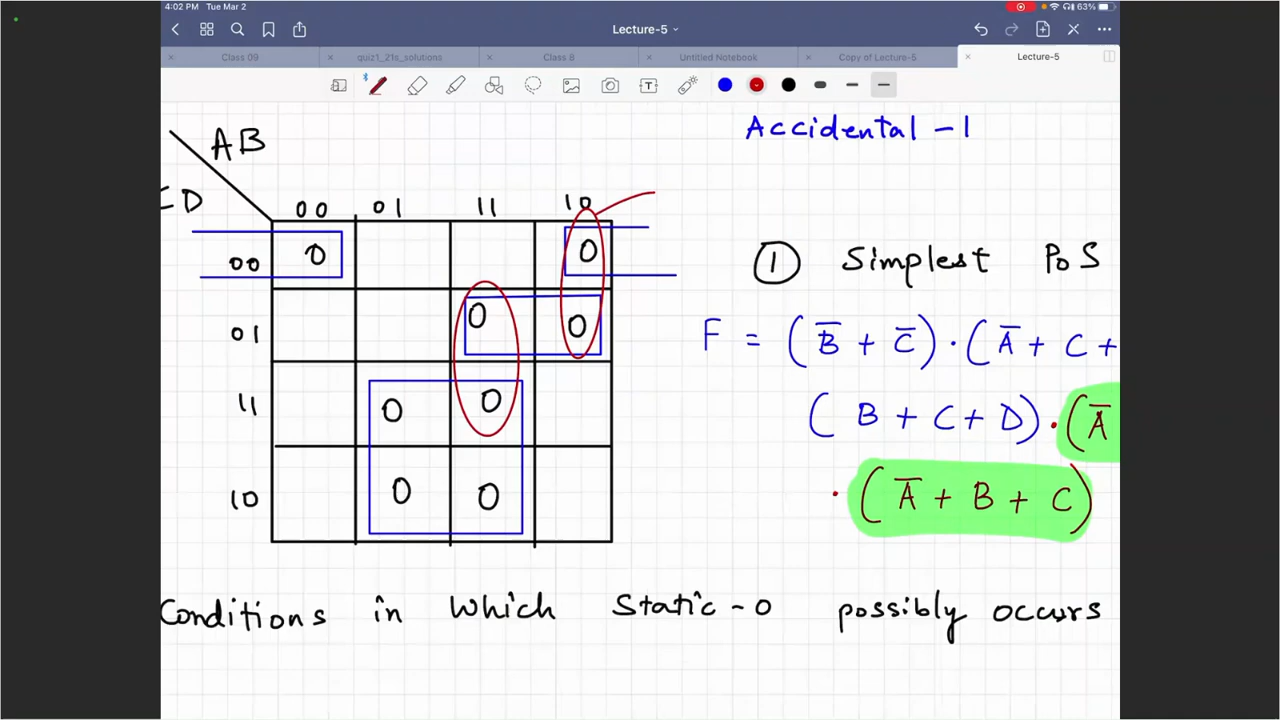 4:02 PM Tue Mar 2 63%
Lecture-5
Class 09 quiz1_21s_solutions Class 8 Untitled Notebook Copy of Lecture-5 Lecture-5
Accidental - 1
AB
CD
00 01 11 10
00 0 0
01 0 0
11 0 0
10 0 0
① Simplest PoS
F = (B̅ + C̅) · (A̅ + C +
(B + C + D) · (A̅
· (A̅ + B + C)
Conditions in which Static-0 possibly occurs